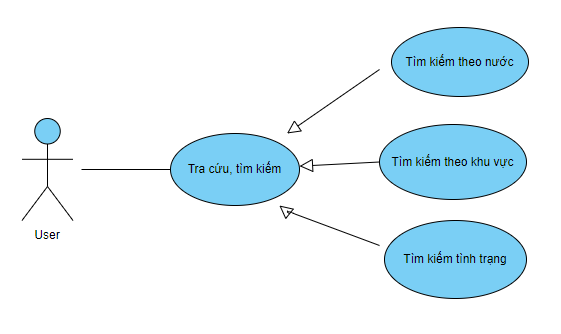 Tìm kiếm theo nước
Tra cứu, tìm kiếm
Tìm kiếm theo khu vực
User
Tìm kiếm tình trạng